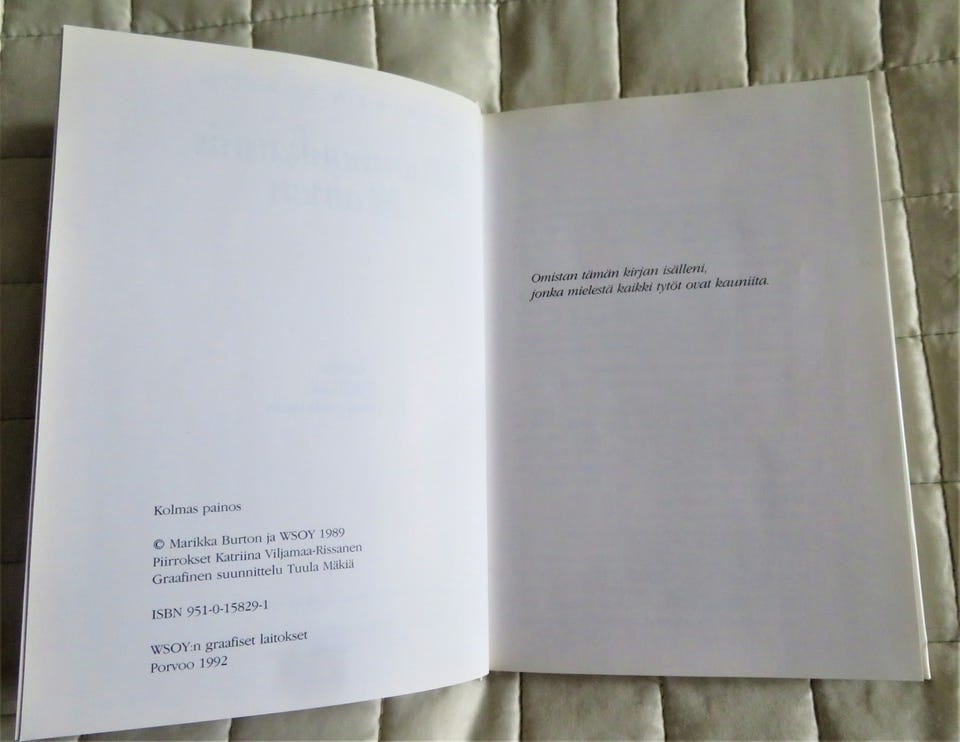 Kolmas painos
© Marikka Burton ja WSOY 1989
Piirrokset Katriina Viljamaa-Rissanen
Graafinen suunnittelu Tuula Mäkiä
ISBN 951-0-15829-1
WSOY:n graafiset laitokset
Porvoo 1992
Omistan tämän kirjan isälleni,
jonka mielestä kaikki tytöt ovat kauniita.